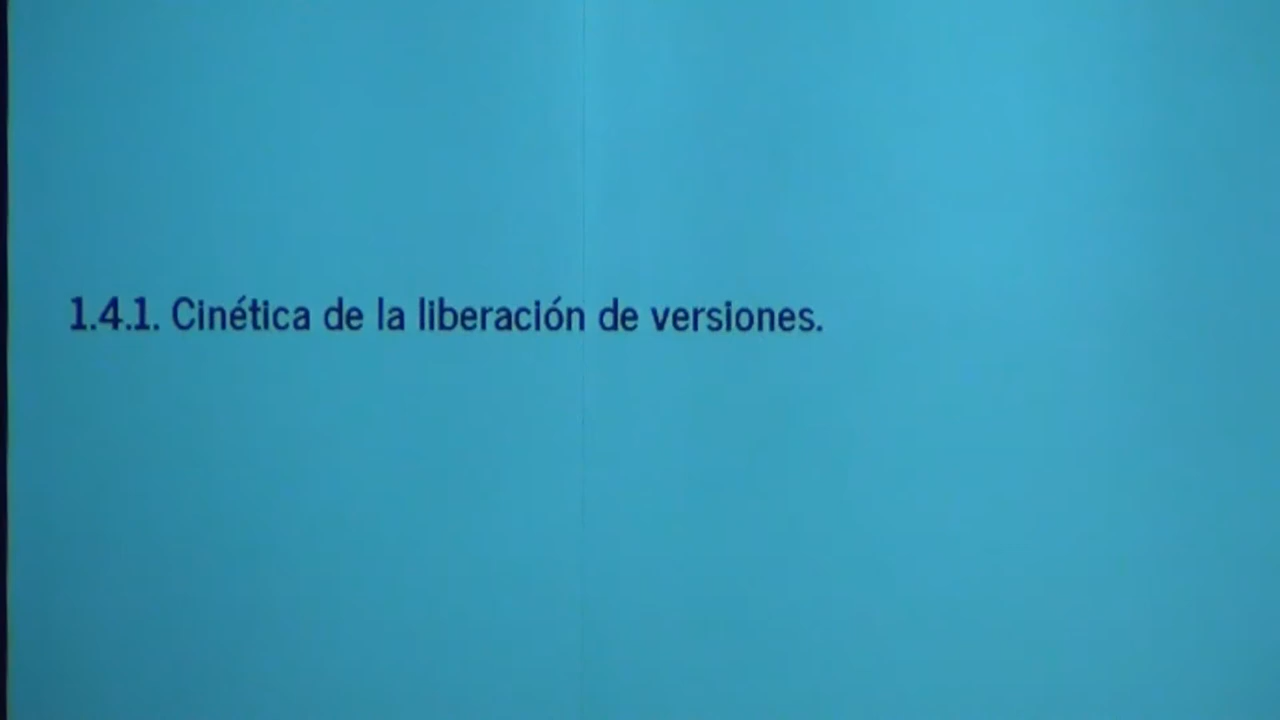 1.4.1. Cinética de la liberación de versiones.